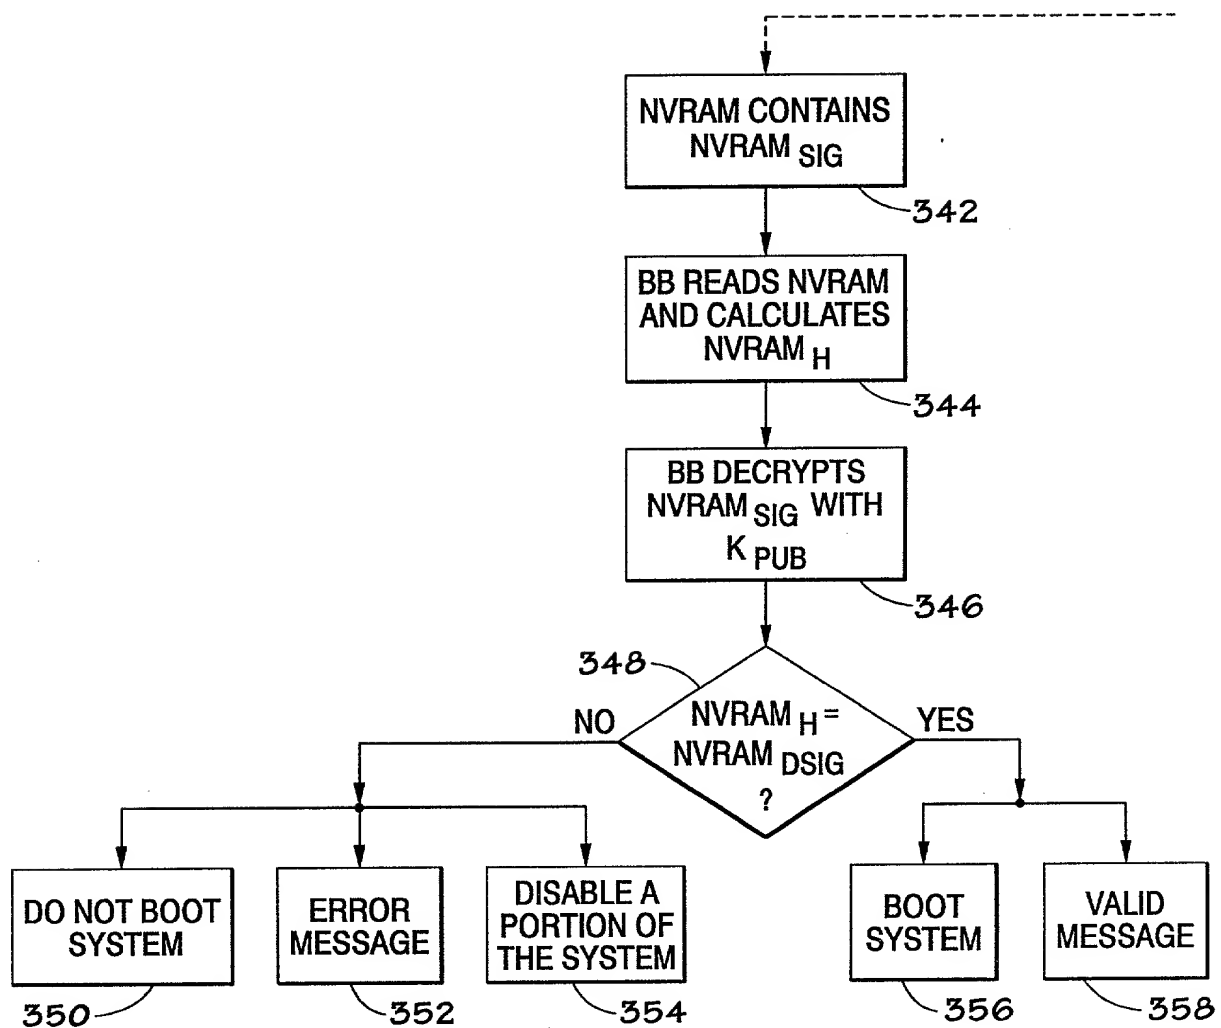 NVRAM CONTAINS
NVRAM SIG
342
BB READS NVRAM
AND CALCULATES
NVRAM H
344
BB DECRYPTS
NVRAM SIG WITH
K PUB
346
348
NVRAM H =
NVRAM DSIG
?
NO
YES
DO NOT BOOT
SYSTEM
350
ERROR
MESSAGE
352
DISABLE A
PORTION OF
THE SYSTEM
354
BOOT
SYSTEM
356
VALID
MESSAGE
358